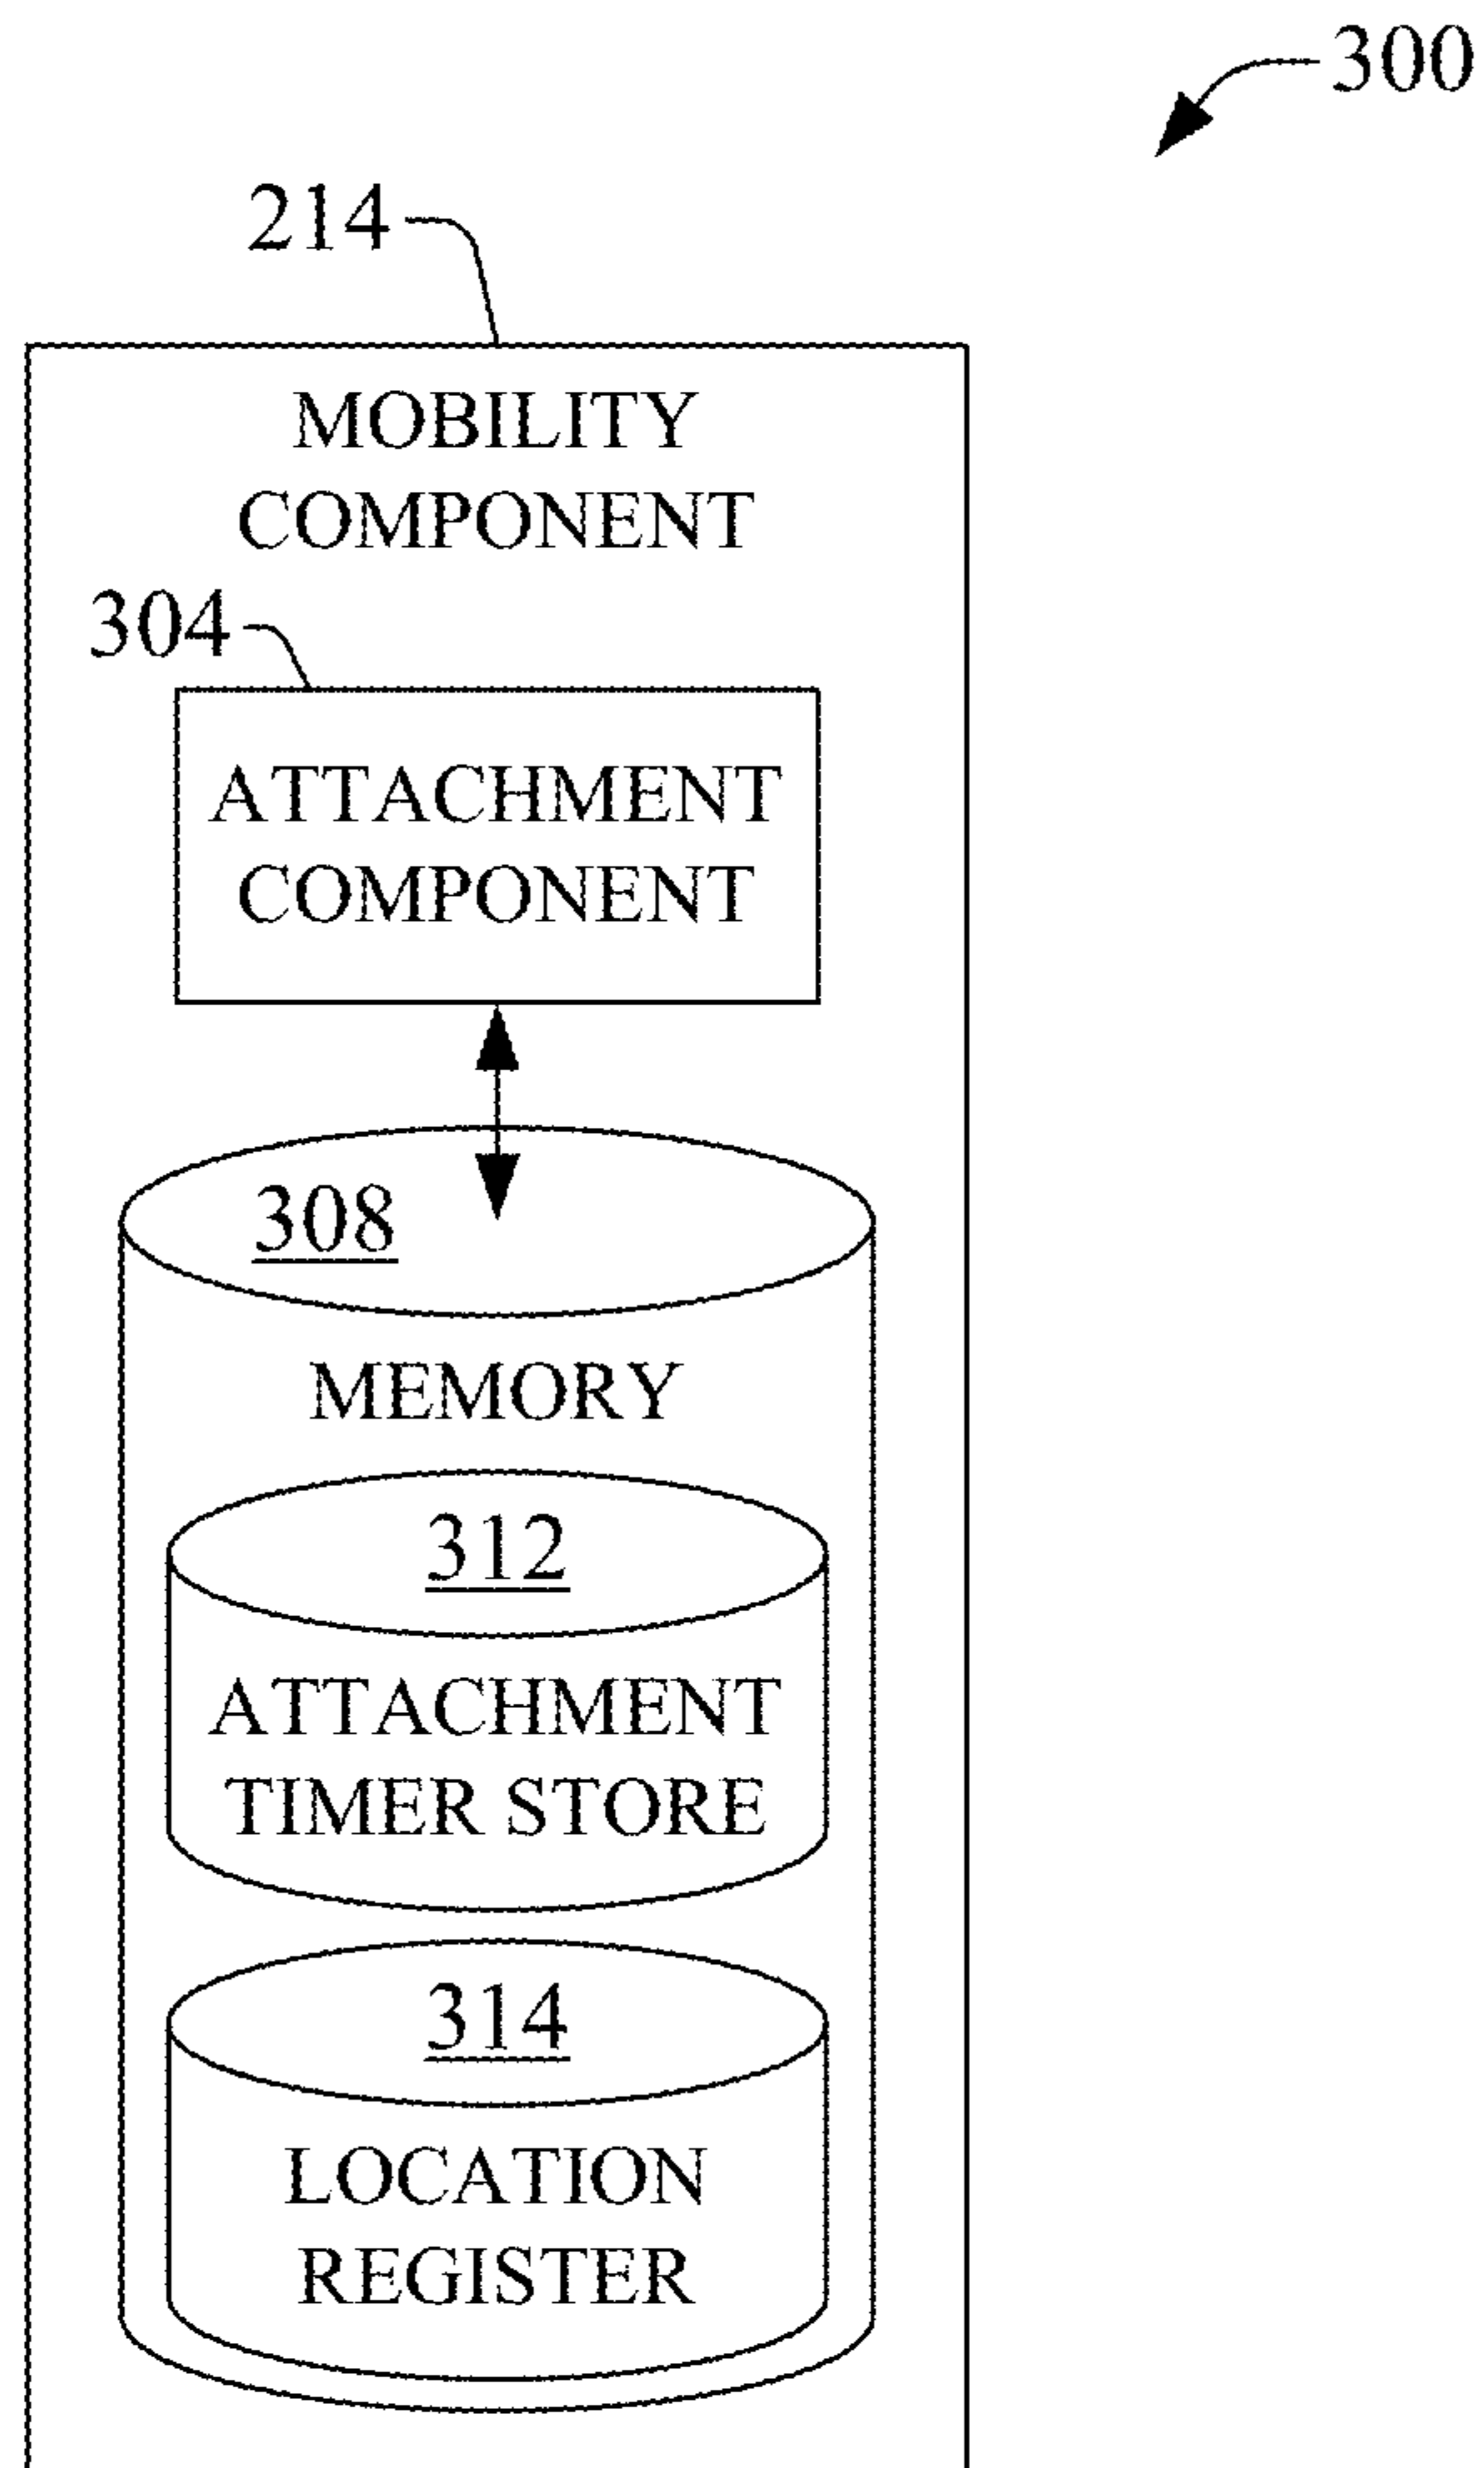 300
214
MOBILITY
COMPONENT
304
ATTACHMENT
COMPONENT
308
MEMORY
312
ATTACHMENT
TIMER STORE
314
LOCATION
REGISTER